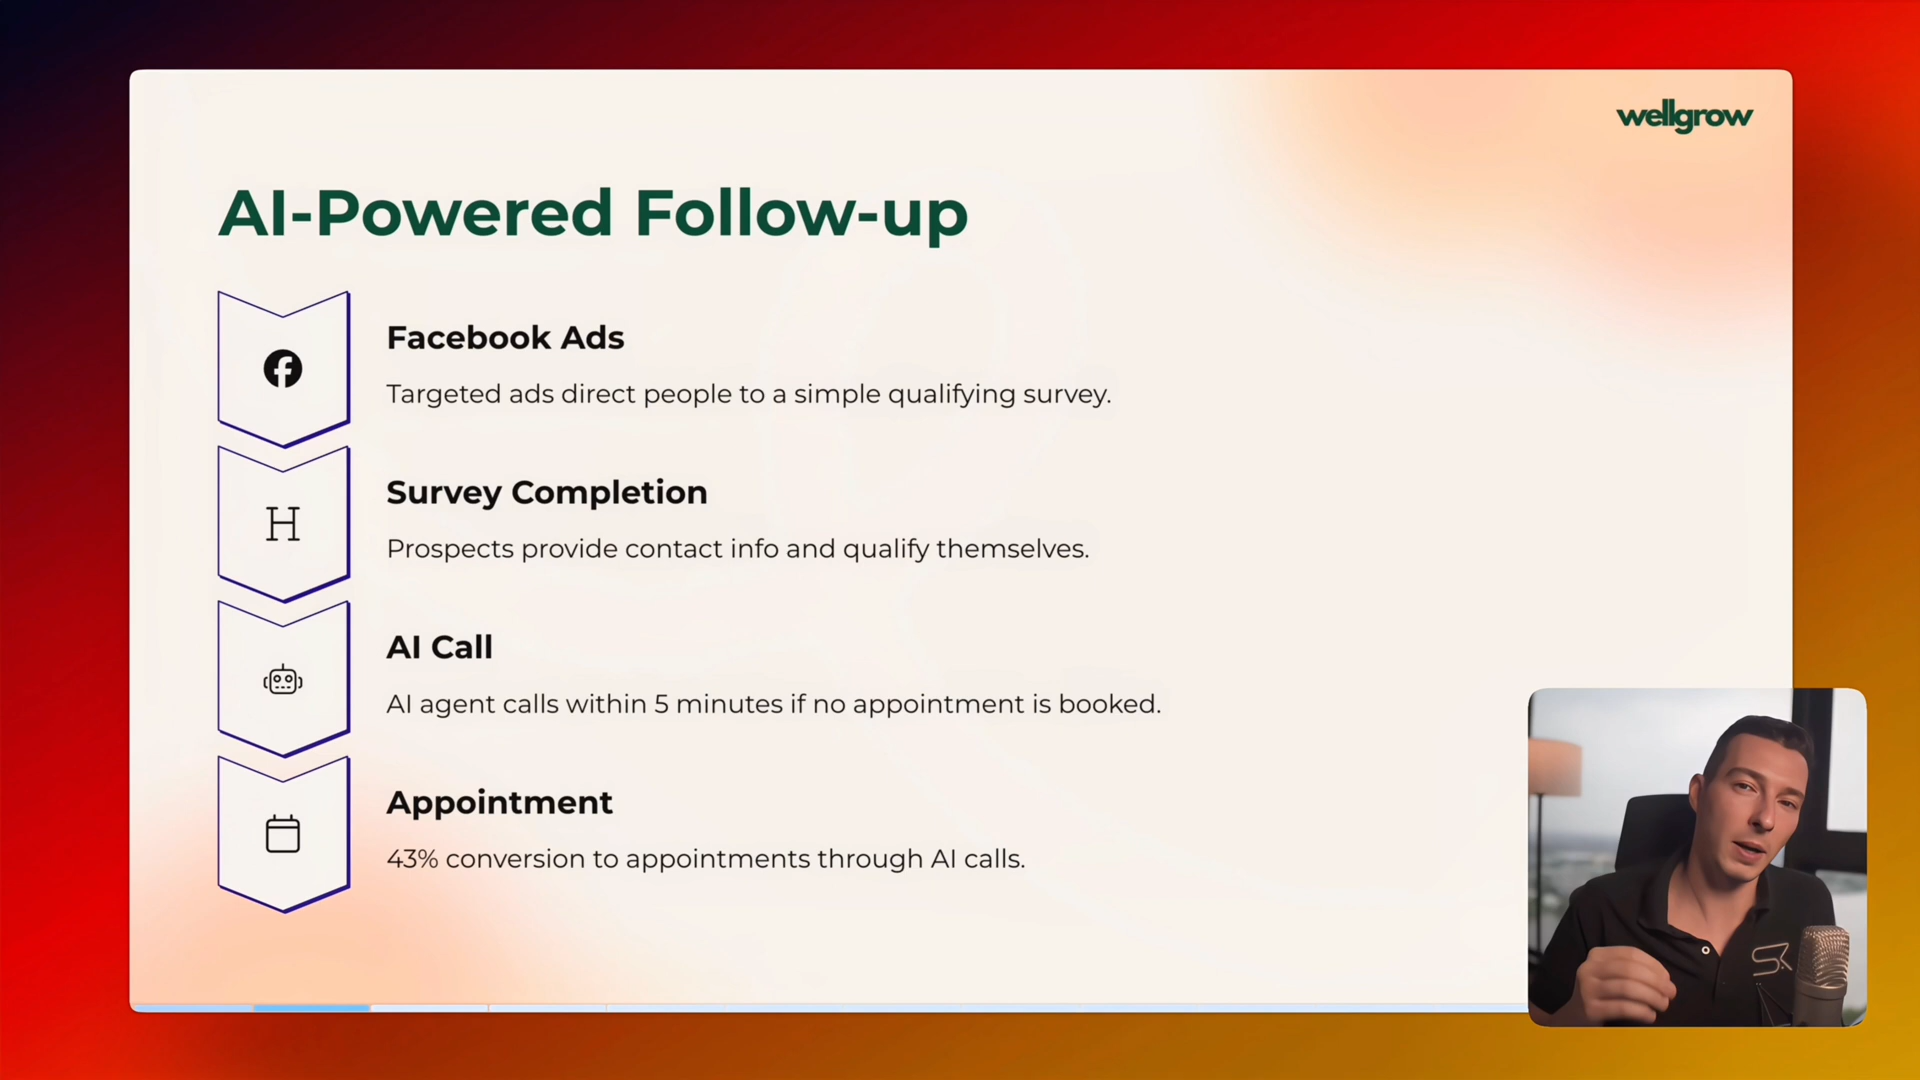 wellgrow
AI-Powered Follow-up
Facebook Ads
Targeted ads direct people to a simple qualifying survey.
H
Survey Completion
Prospects provide contact info and qualify themselves.
AI Call
AI agent calls within 5 minutes if no appointment is booked.
Appointment
43% conversion to appointments through AI calls.